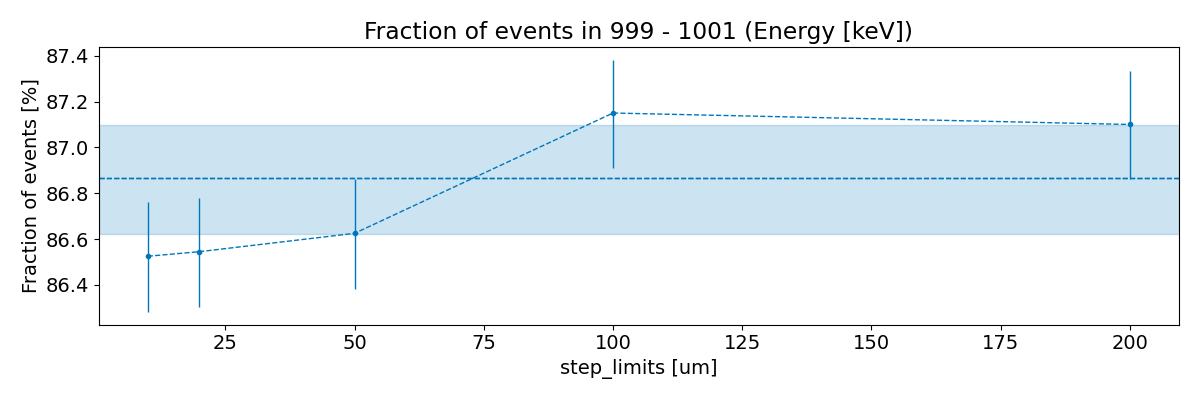 Fraction of events in 999 - 1001 (Energy [keV])
Fraction of events [%]
87.4
87.2
87.0
86.8
86.6
86.4
25 50 75 100 125 150 175 200
step_limits [um]